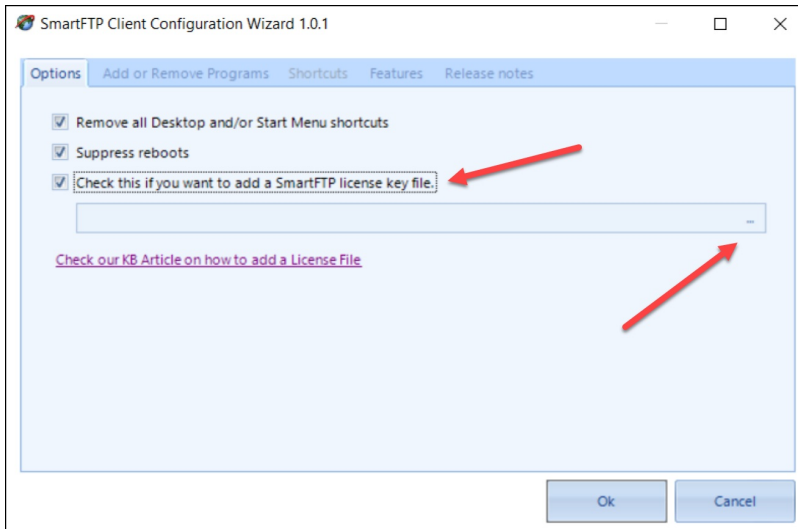 SmartFTP Client Configuration Wizard 1.0.1
Options Add or Remove Programs Shortcuts Features Release notes
Remove all Desktop and/or Start Menu shortcuts
Suppress reboots
Check this if you want to add a SmartFTP license key file.
...
Check our KB Article on how to add a License File
Ok Cancel